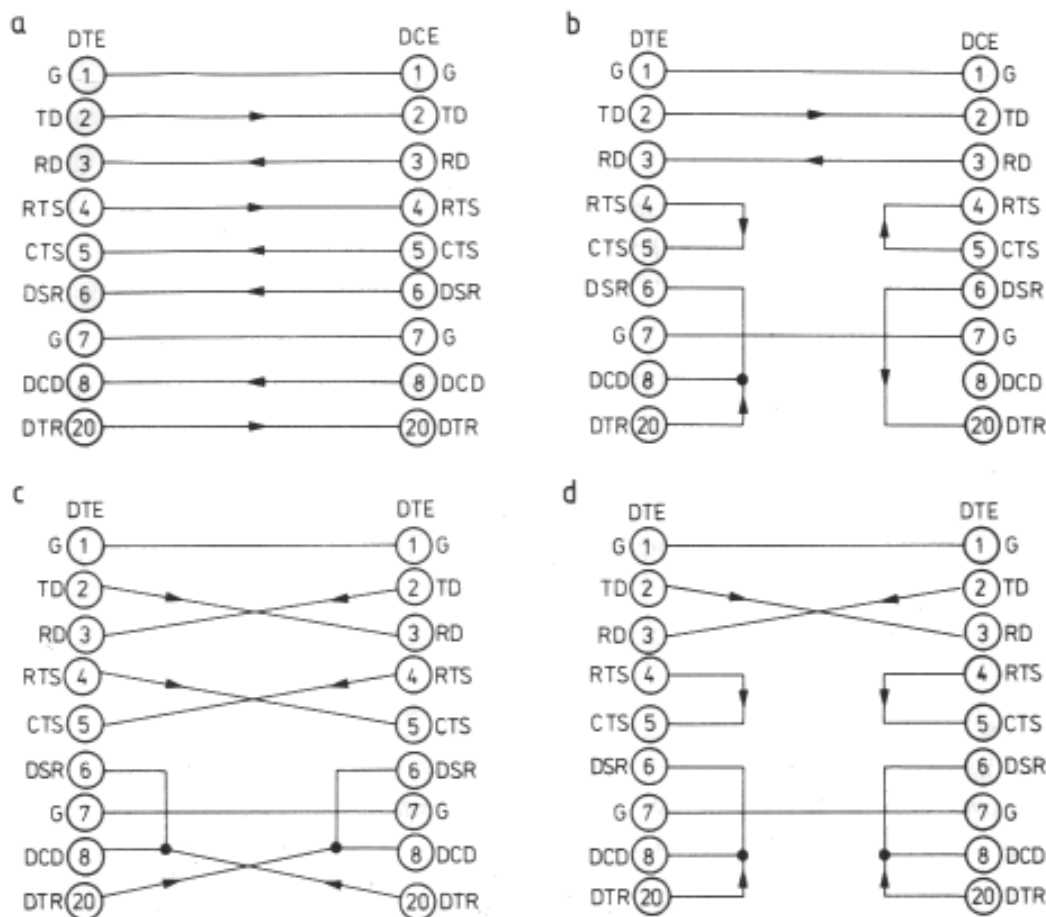 a
DTE DCE
G 1 1 G
TD 2 2 TD
RD 3 3 RD
RTS 4 4 RTS
CTS 5 5 CTS
DSR 6 6 DSR
G 7 7 G
DCD 8 8 DCD
DTR 20 20 DTR
b
DTE DCE
G 1 1 G
TD 2 2 TD
RD 3 3 RD
RTS 4 4 RTS
CTS 5 5 CTS
DSR 6 6 DSR
G 7 7 G
DCD 8 8 DCD
DTR 20 20 DTR
c
DTE DTE
G 1 1 G
TD 2 2 TD
RD 3 3 RD
RTS 4 4 RTS
CTS 5 5 CTS
DSR 6 6 DSR
G 7 7 G
DCD 8 8 DCD
DTR 20 20 DTR
d
DTE DTE
G 1 1 G
TD 2 2 TD
RD 3 3 RD
RTS 4 4 RTS
CTS 5 5 CTS
DSR 6 6 DSR
G 7 7 G
DCD 8 8 DCD
DTR 20 20 DTR